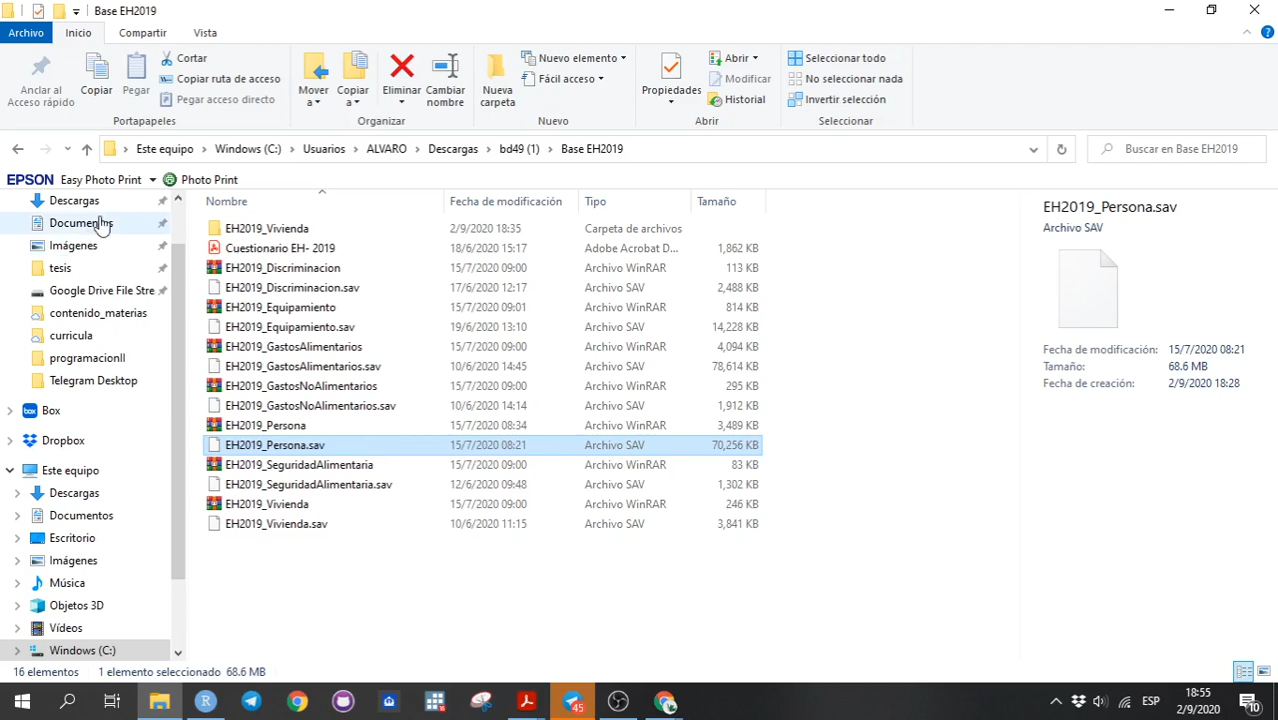 Base EH2019
Archivo Inicio Compartir Vista
Anclar al Acceso rápido
Copiar
Pegar
Cortar
Copiar ruta de acceso
Pegar acceso directo
Portapapeles
Mover a
Copiar a
Eliminar
Cambiar nombre
Organizar
Nueva carpeta
Nuevo elemento
Fácil acceso
Nuevo
Propiedades
Abrir
Modificar
Historial
Abrir
Seleccionar todo
No seleccionar nada
Invertir selección
Seleccionar
Este equipo > Windows (C:) > Usuarios > ALVARO > Descargas > bd49 (1) > Base EH2019
Buscar en Base EH2019
EPSON Easy Photo Print Photo Print
Descargas
Documentos
Imágenes
tesis
Google Drive File Stre
contenido_materias
curricula
programacionII
Telegram Desktop
Box
Dropbox
Este equipo
Descargas
Documentos
Escritorio
Imágenes
Música
Objetos 3D
Vídeos
Windows (C:)
Nombre Fecha de modificación Tipo Tamaño
EH2019_Vivienda 2/9/2020 18:35 Carpeta de archivos
Cuestionario EH- 2019 18/6/2020 15:17 Adobe Acrobat D... 1,862 KB
EH2019_Discriminacion 15/7/2020 09:00 Archivo WinRAR 113 KB
EH2019_Discriminacion.sav 17/6/2020 12:17 Archivo SAV 2,488 KB
EH2019_Equipamiento 15/7/2020 09:01 Archivo WinRAR 814 KB
EH2019_Equipamiento.sav 19/6/2020 13:10 Archivo SAV 14,228 KB
EH2019_GastosAlimentarios 15/7/2020 09:00 Archivo WinRAR 4,094 KB
EH2019_GastosAlimentarios.sav 10/6/2020 14:45 Archivo SAV 78,614 KB
EH2019_GastosNoAlimentarios 15/7/2020 09:00 Archivo WinRAR 295 KB
EH2019_GastosNoAlimentarios.sav 10/6/2020 14:14 Archivo SAV 1,912 KB
EH2019_Persona 15/7/2020 08:34 Archivo WinRAR 3,489 KB
EH2019_Persona.sav 15/7/2020 08:21 Archivo SAV 70,256 KB
EH2019_SeguridadAlimentaria 15/7/2020 09:00 Archivo WinRAR 83 KB
EH2019_SeguridadAlimentaria.sav 12/6/2020 09:48 Archivo SAV 1,302 KB
EH2019_Vivienda 15/7/2020 09:00 Archivo WinRAR 246 KB
EH2019_Vivienda.sav 10/6/2020 11:15 Archivo SAV 3,841 KB
EH2019_Persona.sav
Archivo SAV
Fecha de modificación: 15/7/2020 08:21
Tamaño: 68.6 MB
Fecha de creación: 2/9/2020 18:28
16 elementos 1 elemento seleccionado 68.6 MB
45
ESP
18:55
2/9/2020
10